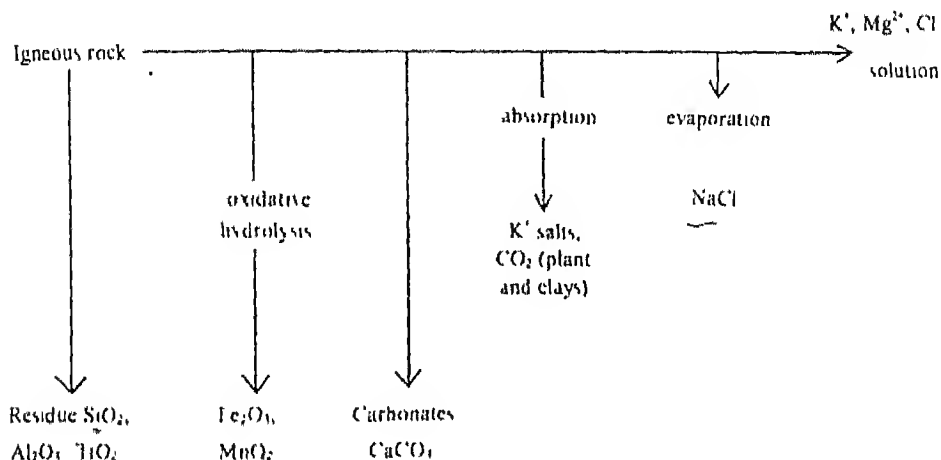 K⁺, Mg²⁺, Cl
Igneous rock
solution
absorption
evaporation
oxidative
hydrolysis
NaCl
K⁺ salts,
CO₂ (plant
and clays)
Residue SiO₂,
Al₂O₃ TiO₂
Fe₂O₃,
MnO₂
Carbonates
CaCO₃